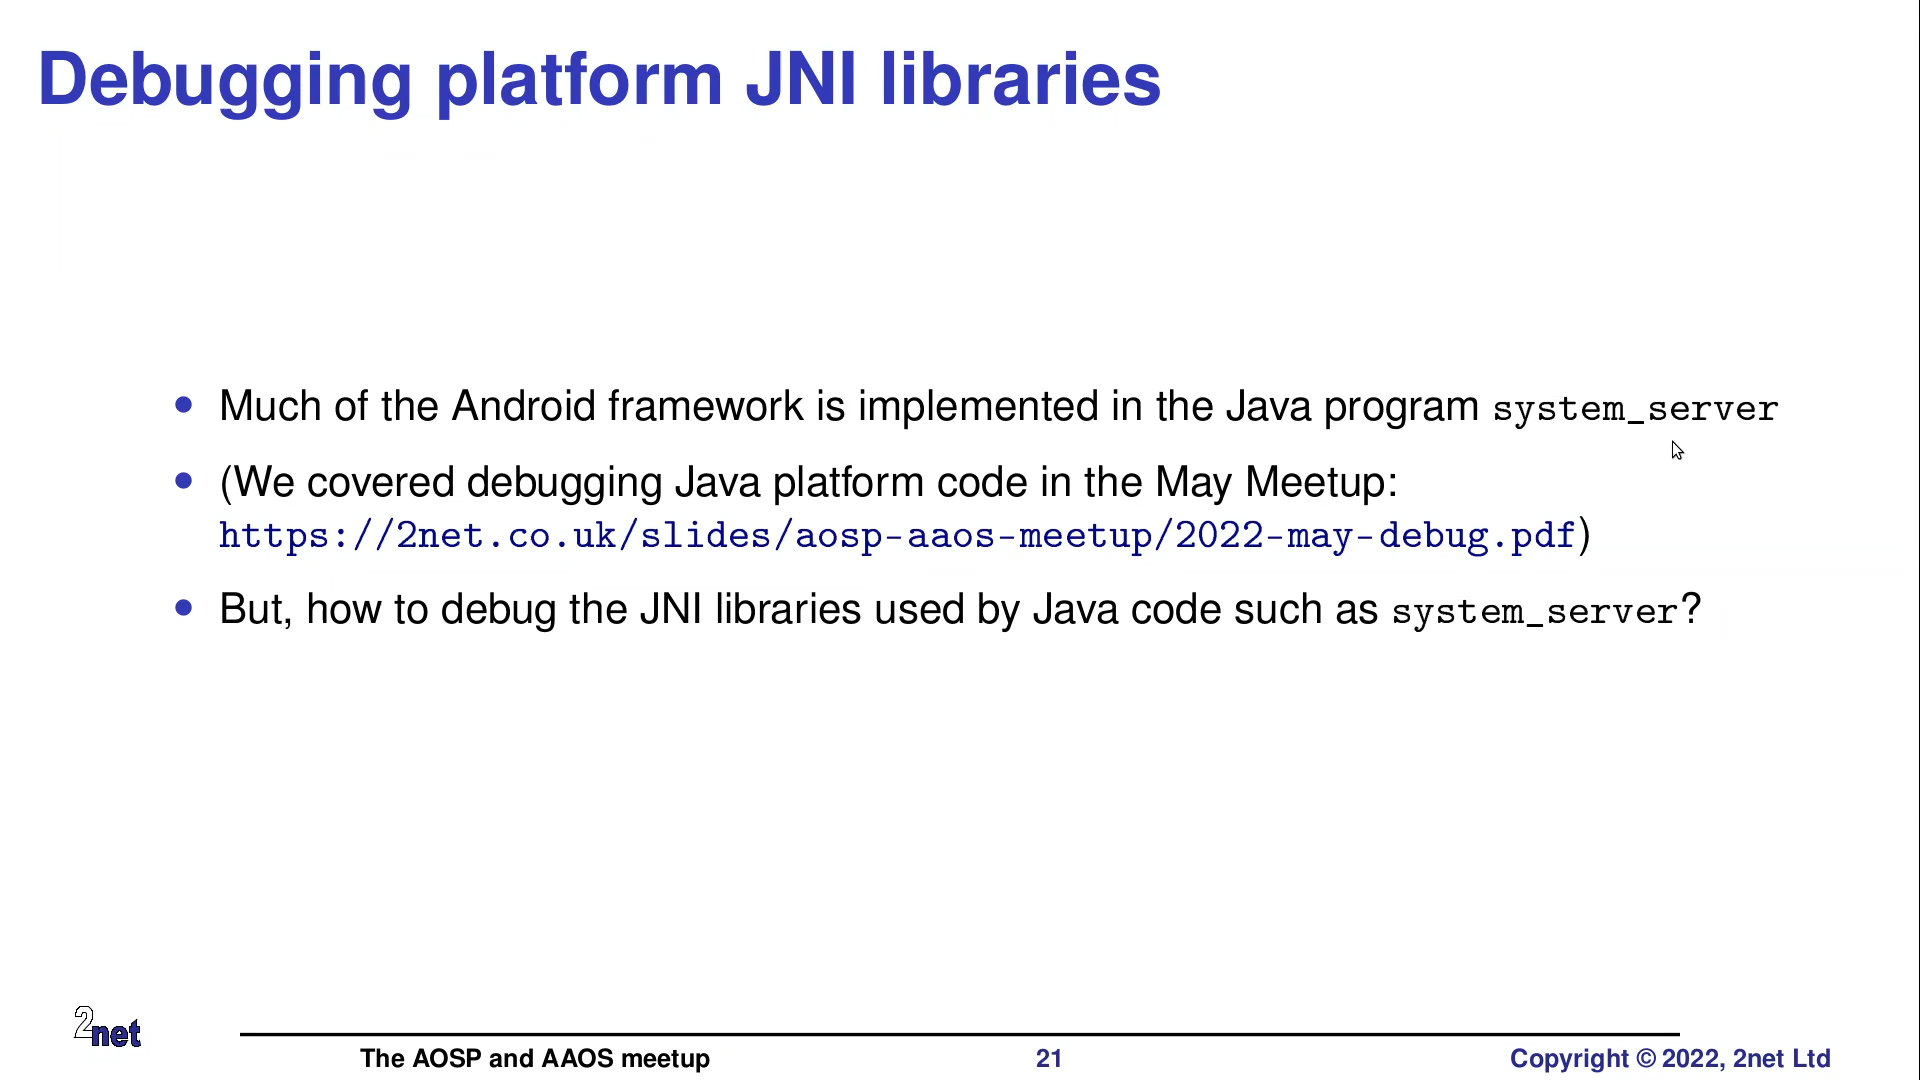 Debugging platform JNI libraries
• Much of the Android framework is implemented in the Java program system_server
• (We covered debugging Java platform code in the May Meetup:
https://2net.co.uk/slides/aosp-aaos-meetup/2022-may-debug.pdf)
• But, how to debug the JNI libraries used by Java code such as system_server?
2net
The AOSP and AAOS meetup 21 Copyright © 2022, 2net Ltd